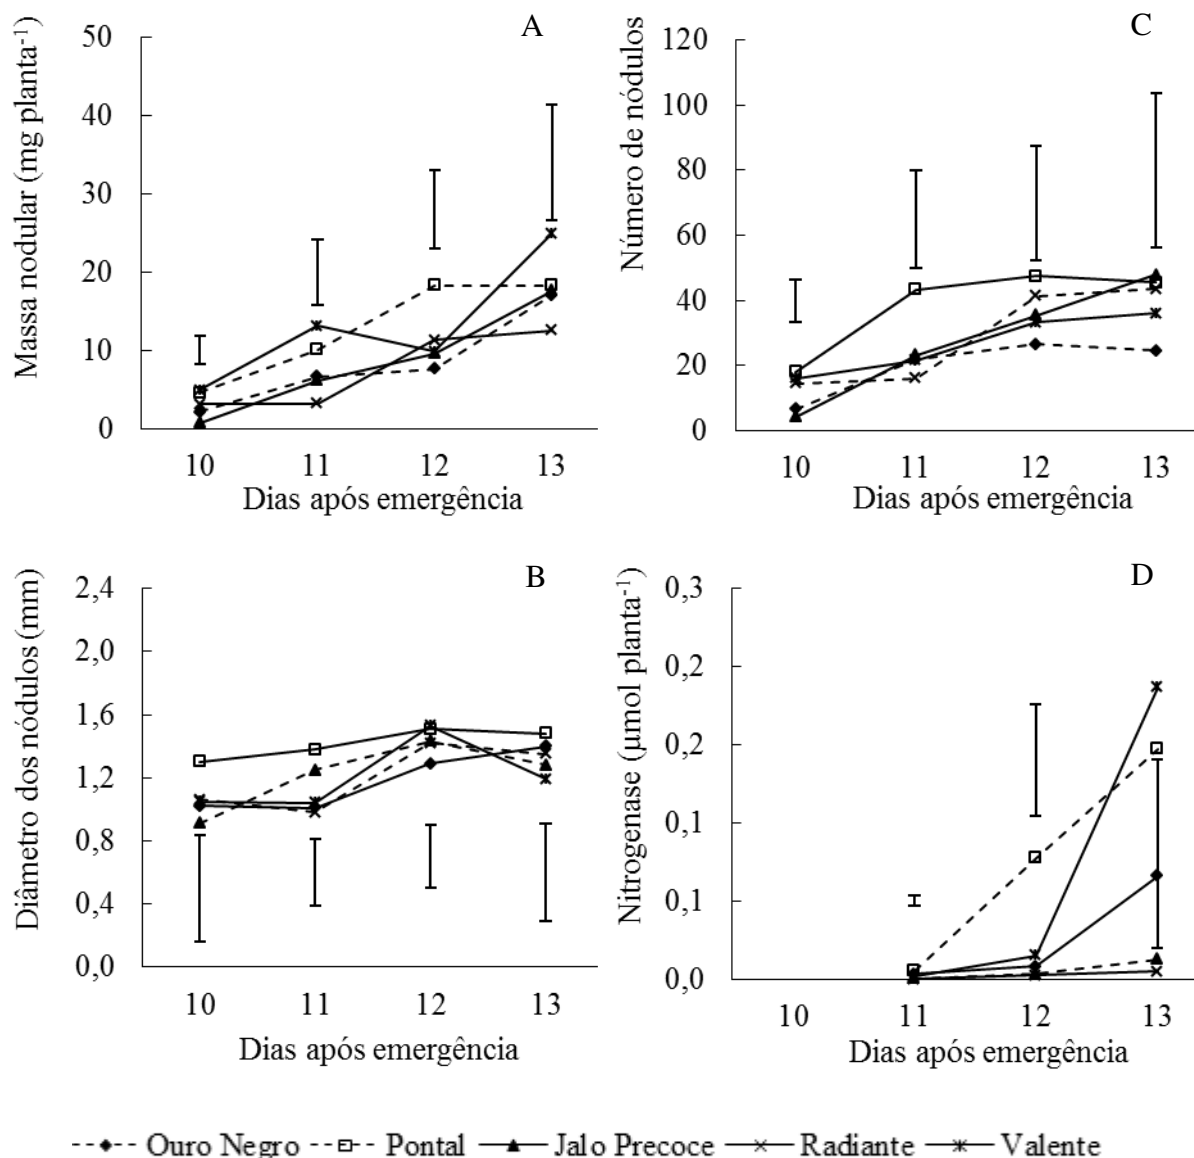 A
Massa nodular (mg planta-1)
50
40
30
20
10
0
10 11 12 13
Dias após emergência
C
Número de nódulos
120
100
80
60
40
20
0
10 11 12 13
Dias após emergência
B
Diâmetro dos nódulos (mm)
2,4
2,0
1,6
1,2
0,8
0,4
0,0
10 11 12 13
Dias após emergência
D
Nitrogenase (µmol planta-1)
0,3
0,2
0,2
0,1
0,1
0,0
10 11 12 13
Dias após emergência
Ouro Negro Pontal Jalo Precoce Radiante Valente